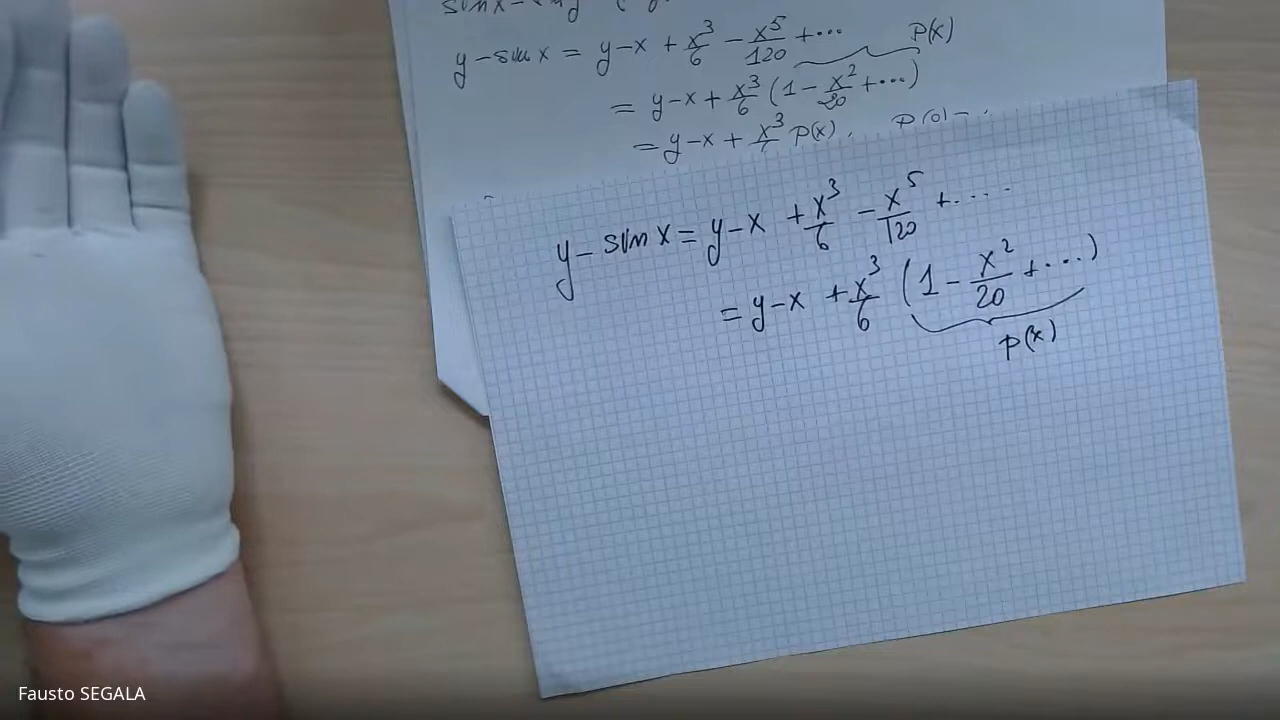 y - sin x = y - x + x³/6 - x⁵/120 + ... P(x)
= y - x + x³/6 (1 - x²/20 + ...)
= y - x + x³/ P(x). P(0) =
y - sin x = y - x + x³/6 - x⁵/120 + ....
= y - x + x³/6 (1 - x²/20 + ...)
P(x)
Fausto SEGALA